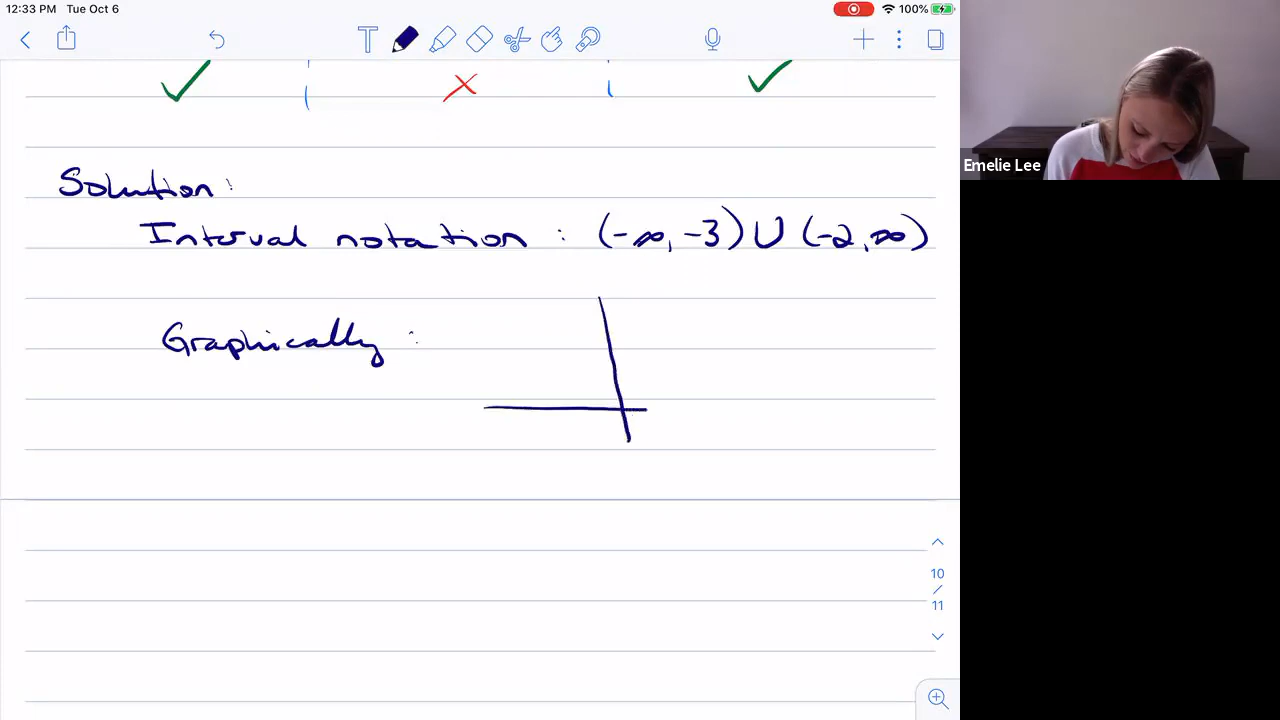 12:33 PM Tue Oct 6
100%
T
Emelie Lee
Solution:
Interval notation : (-∞, -3) ∪ (-2, ∞)
Graphically :
10
/
11